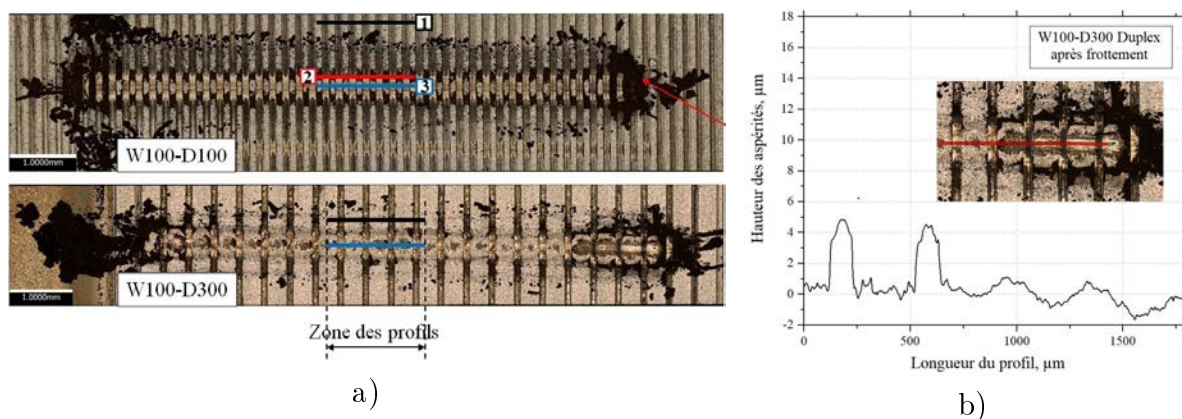 1
2
3
W100-D100
1.0000mm
W100-D300
1.0000mm
Zone des profils
a)
Hauteur des aspérités, µm
18
16
14
12
10
8
6
4
2
0
-2
W100-D300 Duplex
après frottement
0
500
1000
1500
Longueur du profil, µm
b)